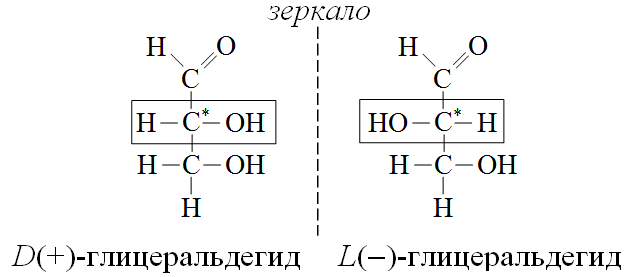 зеркало
H O H O
C C
H–C*–OH HO–C*–H
H–C–OH H–C–OH
H H
D(+)-глицеральдегид L(−)-глицеральдегид